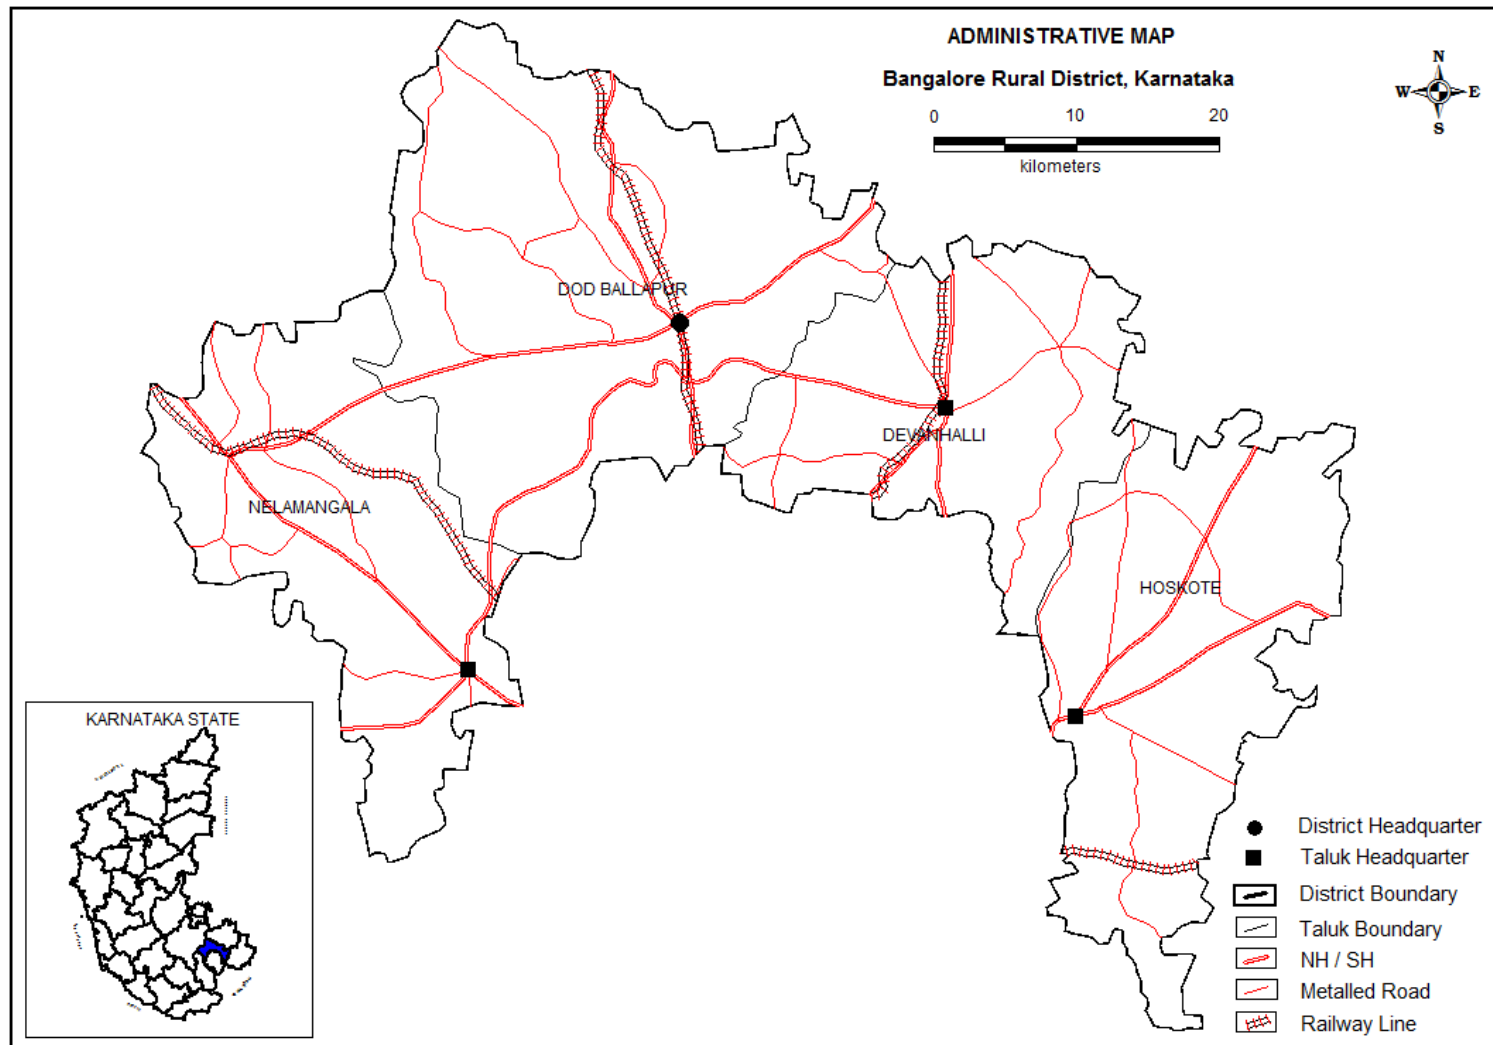 ADMINISTRATIVE MAP
Bangalore Rural District, Karnataka
0 10 20
kilometers
N
W E
S
DOD BALLAPUR
DEVANHALLI
NELAMANGALA
HOSKOTE
KARNATAKA STATE
District Headquarter
Taluk Headquarter
District Boundary
Taluk Boundary
NH / SH
Metalled Road
Railway Line